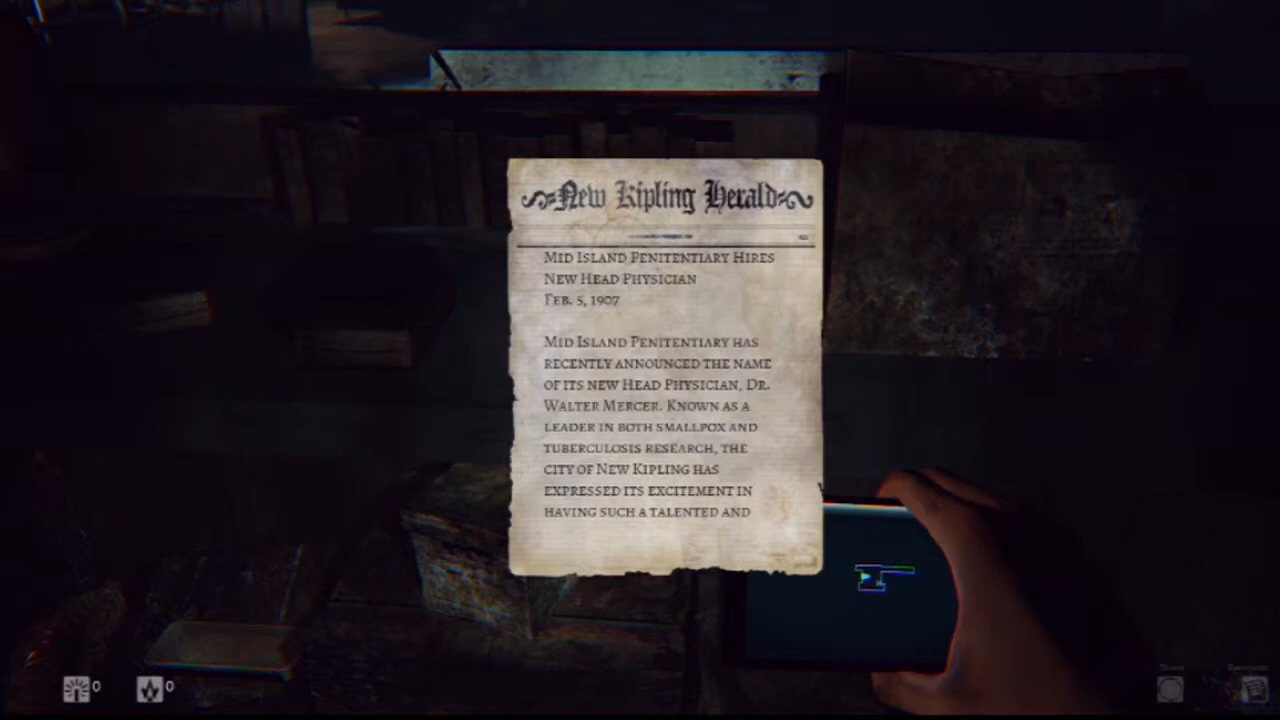 New Kipling Herald
Mid Island Penitentiary Hires
New Head Physician
Feb. 5, 1907
Mid Island Penitentiary has
recently announced the name
of its new Head Physician, Dr.
Walter Mercer. Known as a
leader in both smallpox and
tuberculosis research, the
city of New Kipling has
expressed its excitement in
having such a talented and
0
0